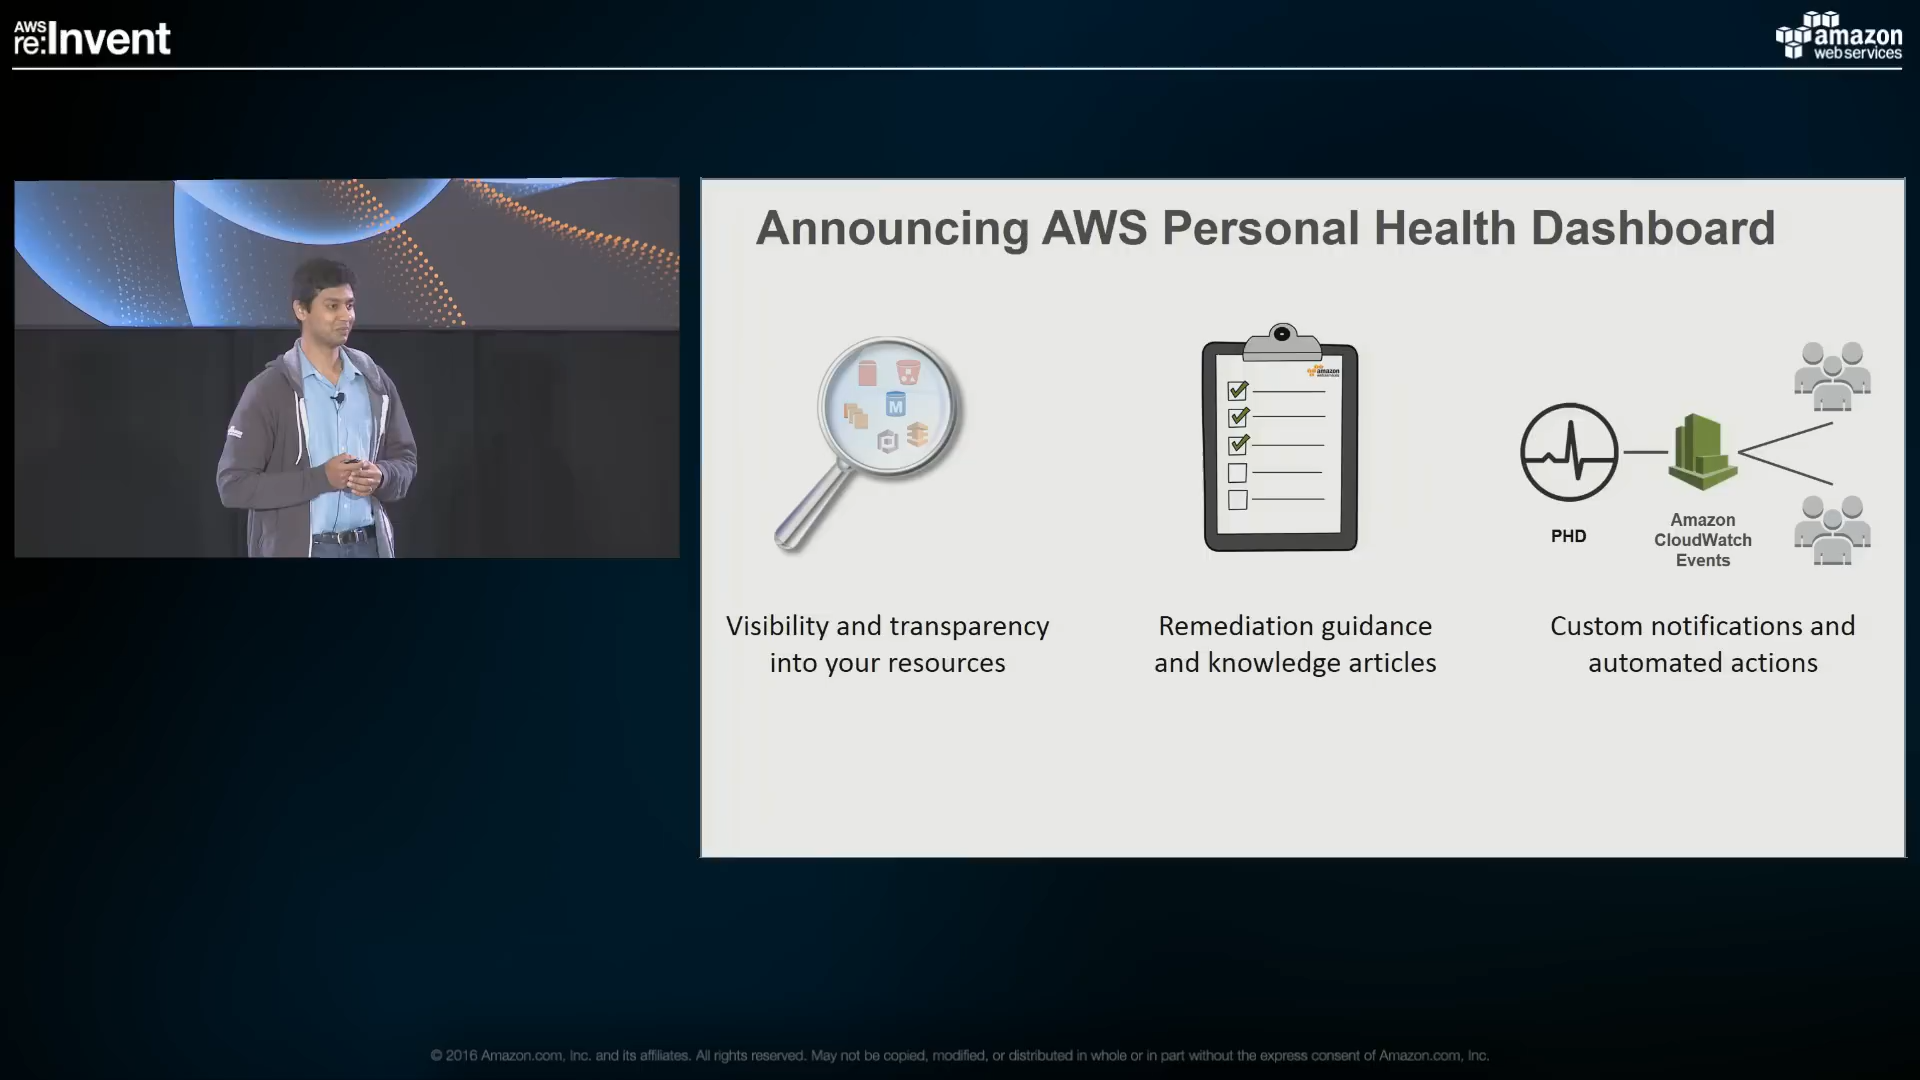 AWS
re:Invent
amazon
webservices
Announcing AWS Personal Health Dashboard
amazon
webservices
M
PHD
Amazon
CloudWatch
Events
Visibility and transparency
into your resources
Remediation guidance
and knowledge articles
Custom notifications and
automated actions
© 2016 Amazon.com, Inc. and its affiliates. All rights reserved. May not be copied, modified, or distributed in whole or in part without the express consent of Amazon.com, Inc.